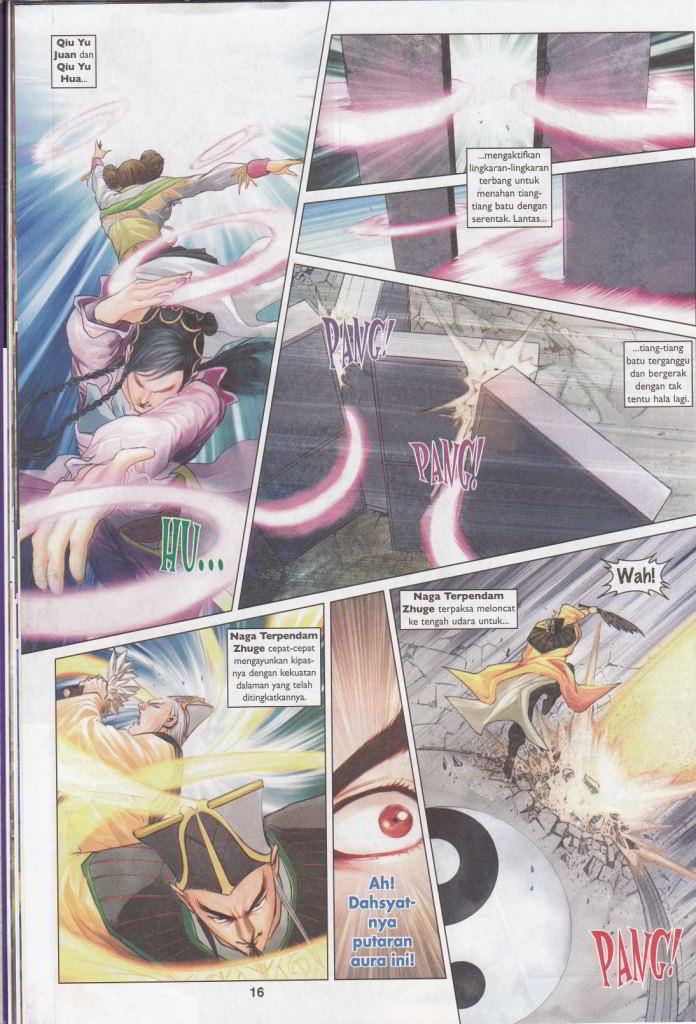 Qiu Yu
Juan dan
Qiu Yu
Hua...
...mengaktifkan
lingkaran-lingkaran
terbang untuk
menahan tiang-
tiang batu dengan
serentak. Lantas...
PANG!
...tiang-tiang
batu terganggu
dan bergerak
dengan tak
tentu hala lagi.
PANG!
HU...
Naga Terpendam
Zhuge cepat-cepat
mengayunkan kipas-
nya dengan kekuatan
dalaman yang telah
ditingkatkannya.
Ah!
Dahsyat-
nya
putaran
aura ini!
Naga Terpendam
Zhuge terpaksa meloncat
ke tengah udara untuk...
Wah!
PANG!
16